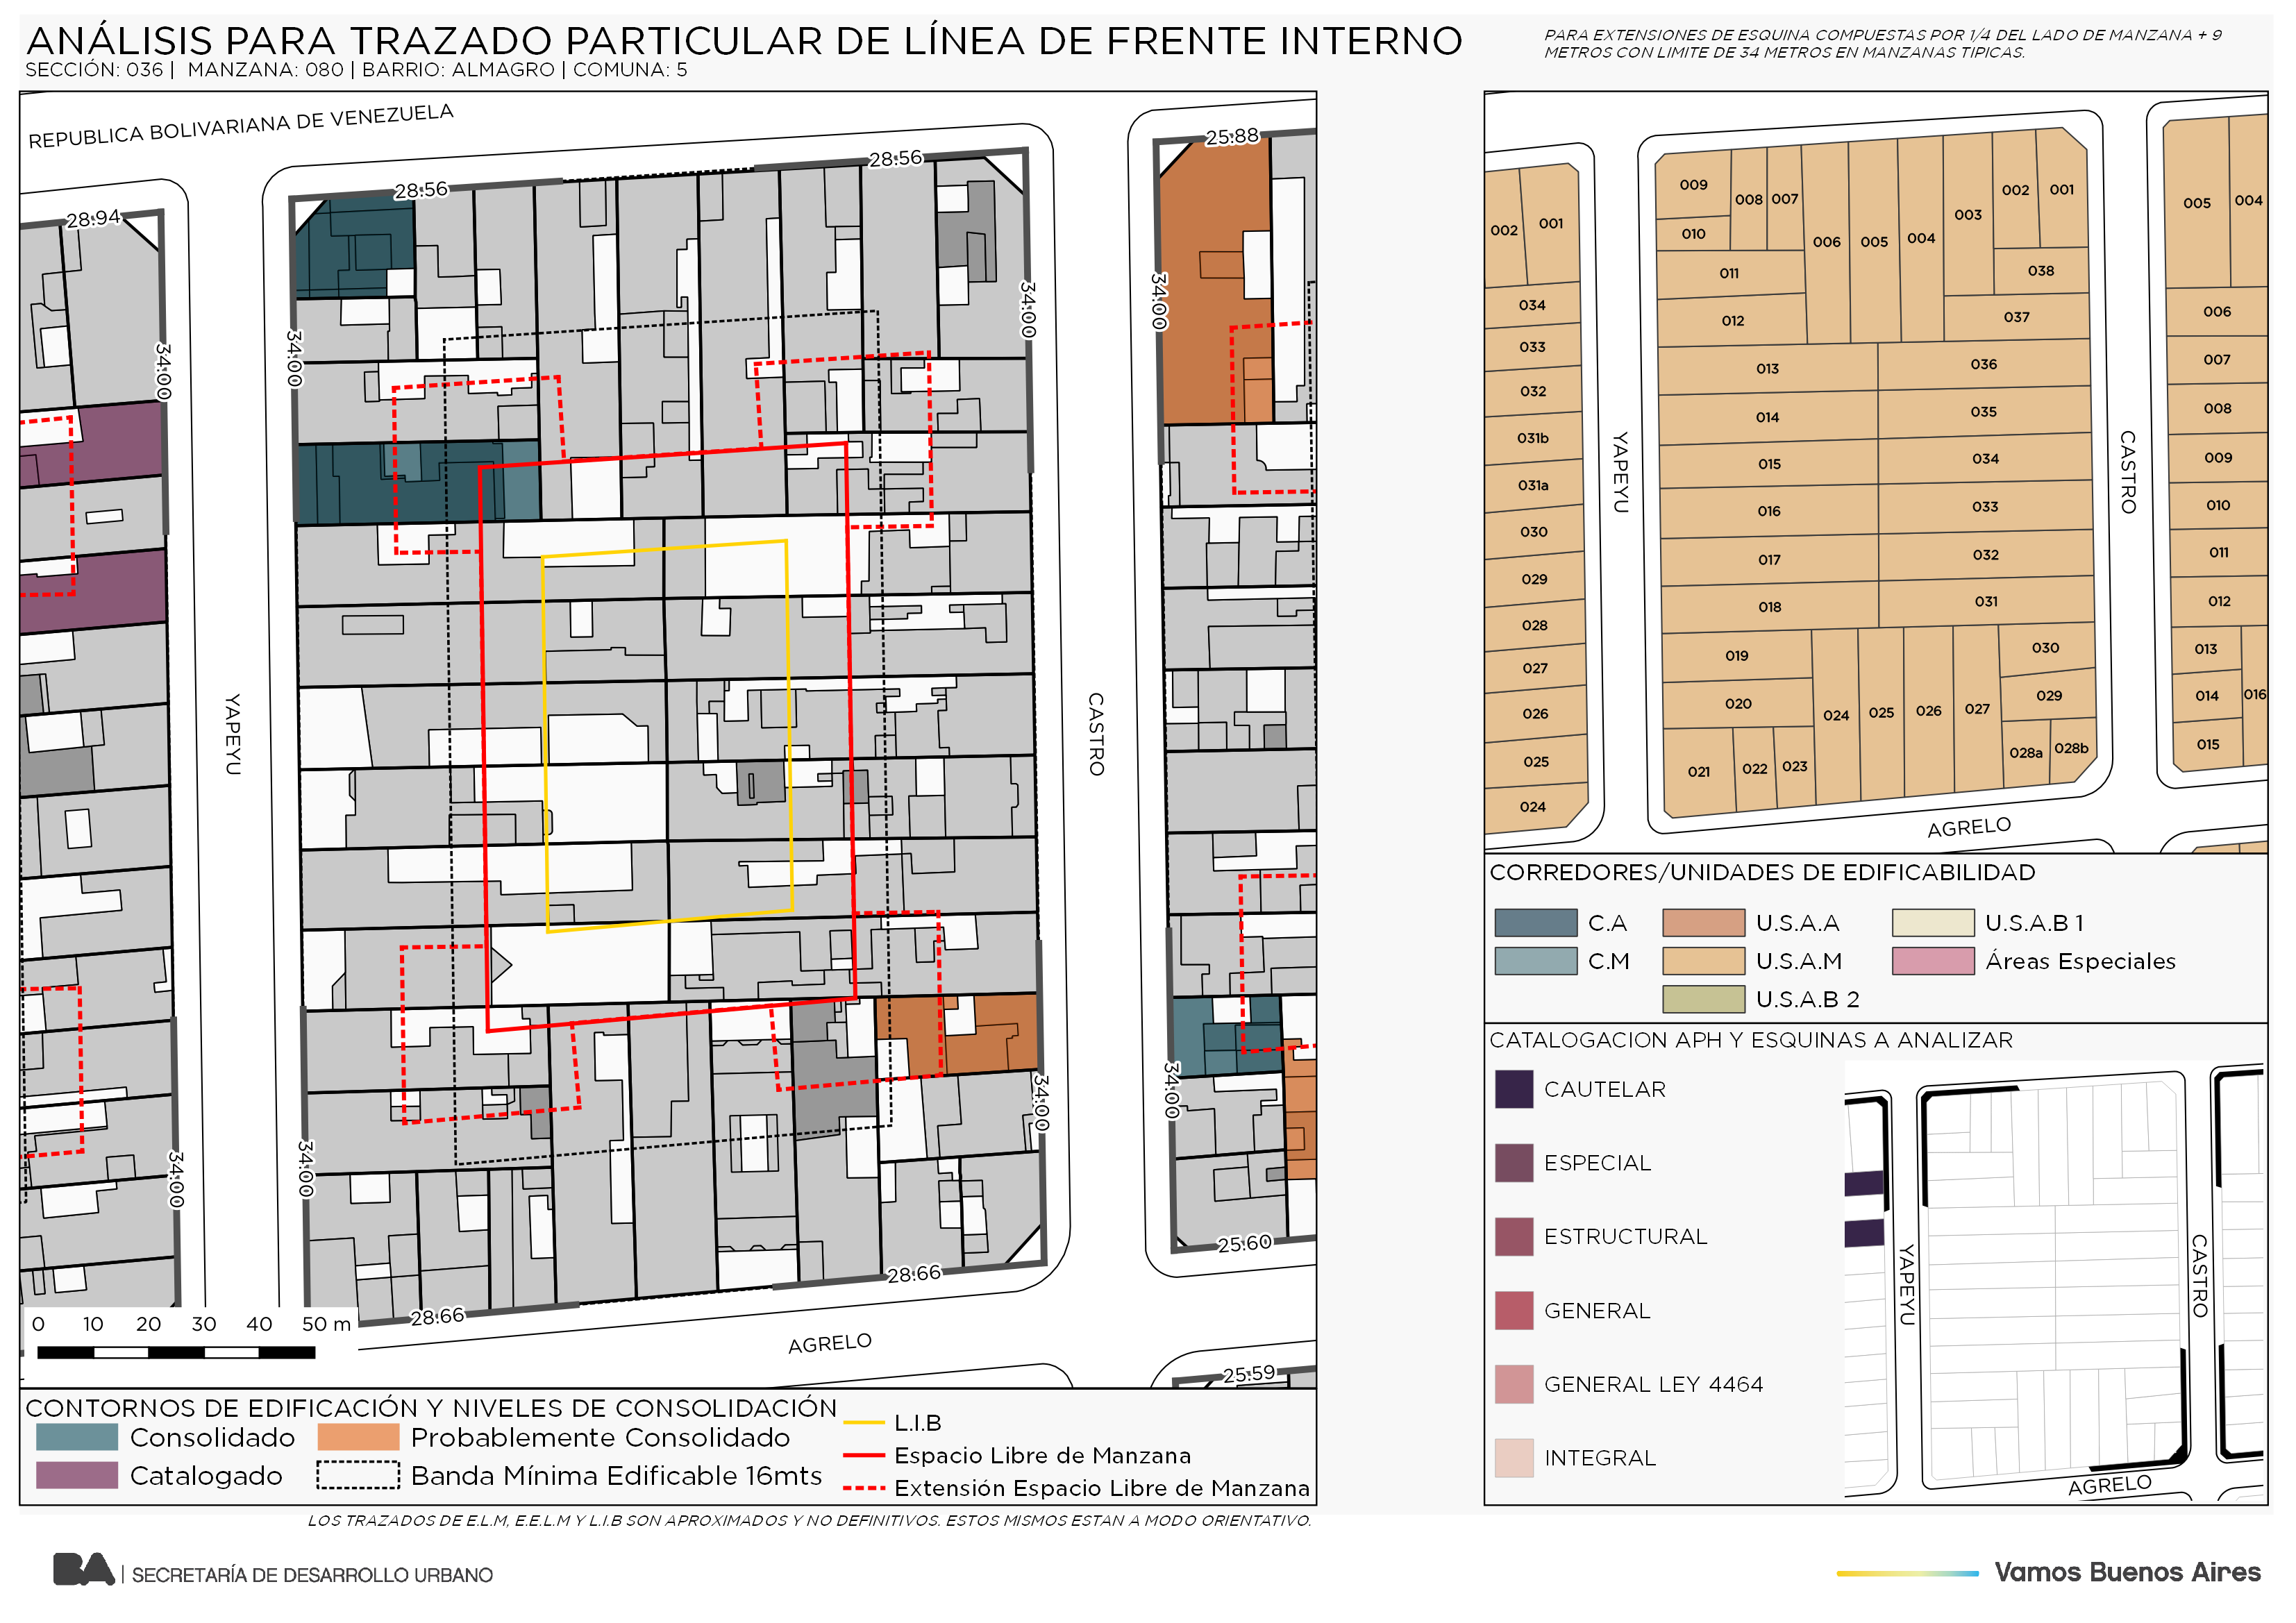 ANÁLISIS PARA TRAZADO PARTICULAR DE LÍNEA DE FRENTE INTERNO
SECCIÓN: 036 | MANZANA: 080 | BARRIO: ALMAGRO | COMUNA: 5
PARA EXTENSIONES DE ESQUINA COMPUESTAS POR 1/4 DEL LADO DE MANZANA + 9
METROS CON LIMITE DE 34 METROS EN MANZANAS TIPICAS.
REPUBLICA BOLIVARIANA DE VENEZUELA
28.94
28.56
28.56
25.88
34.00
34.00
34.00
34.00
YAPEYU
CASTRO
34.00
34.00
34.00
34.00
28.66
28.66
25.60
25.59
AGRELO
0 10 20 30 40 50 m
CONTORNOS DE EDIFICACIÓN Y NIVELES DE CONSOLIDACIÓN
Consolidado
Probablemente Consolidado
Catalogado
Banda Mínima Edificable 16mts
L.I.B
Espacio Libre de Manzana
Extensión Espacio Libre de Manzana
LOS TRAZADOS DE E.L.M, E.E.L.M Y L.I.B SON APROXIMADOS Y NO DEFINITIVOS. ESTOS MISMOS ESTAN A MODO ORIENTATIVO.
002 001
034
033
032
031b
031a
030
029
028
027
026
025
024
YAPEYU
009 008 007 006 005 004 003 002 001
010
011
012
038
037
013 036
014 035
015 034
016 033
017 032
018 031
019 030
020 029
021 022 023 024 025 026 027 028a 028b
CASTRO
005 004
006
007
008
009
010
011
012
013
014 016
015
AGRELO
CORREDORES/UNIDADES DE EDIFICABILIDAD
C.A
U.S.A.A
U.S.A.B 1
C.M
U.S.A.M
Áreas Especiales
U.S.A.B 2
CATALOGACION APH Y ESQUINAS A ANALIZAR
CAUTELAR
ESPECIAL
ESTRUCTURAL
GENERAL
GENERAL LEY 4464
INTEGRAL
YAPEYU
CASTRO
AGRELO
BA | SECRETARÍA DE DESARROLLO URBANO
Vamos Buenos Aires